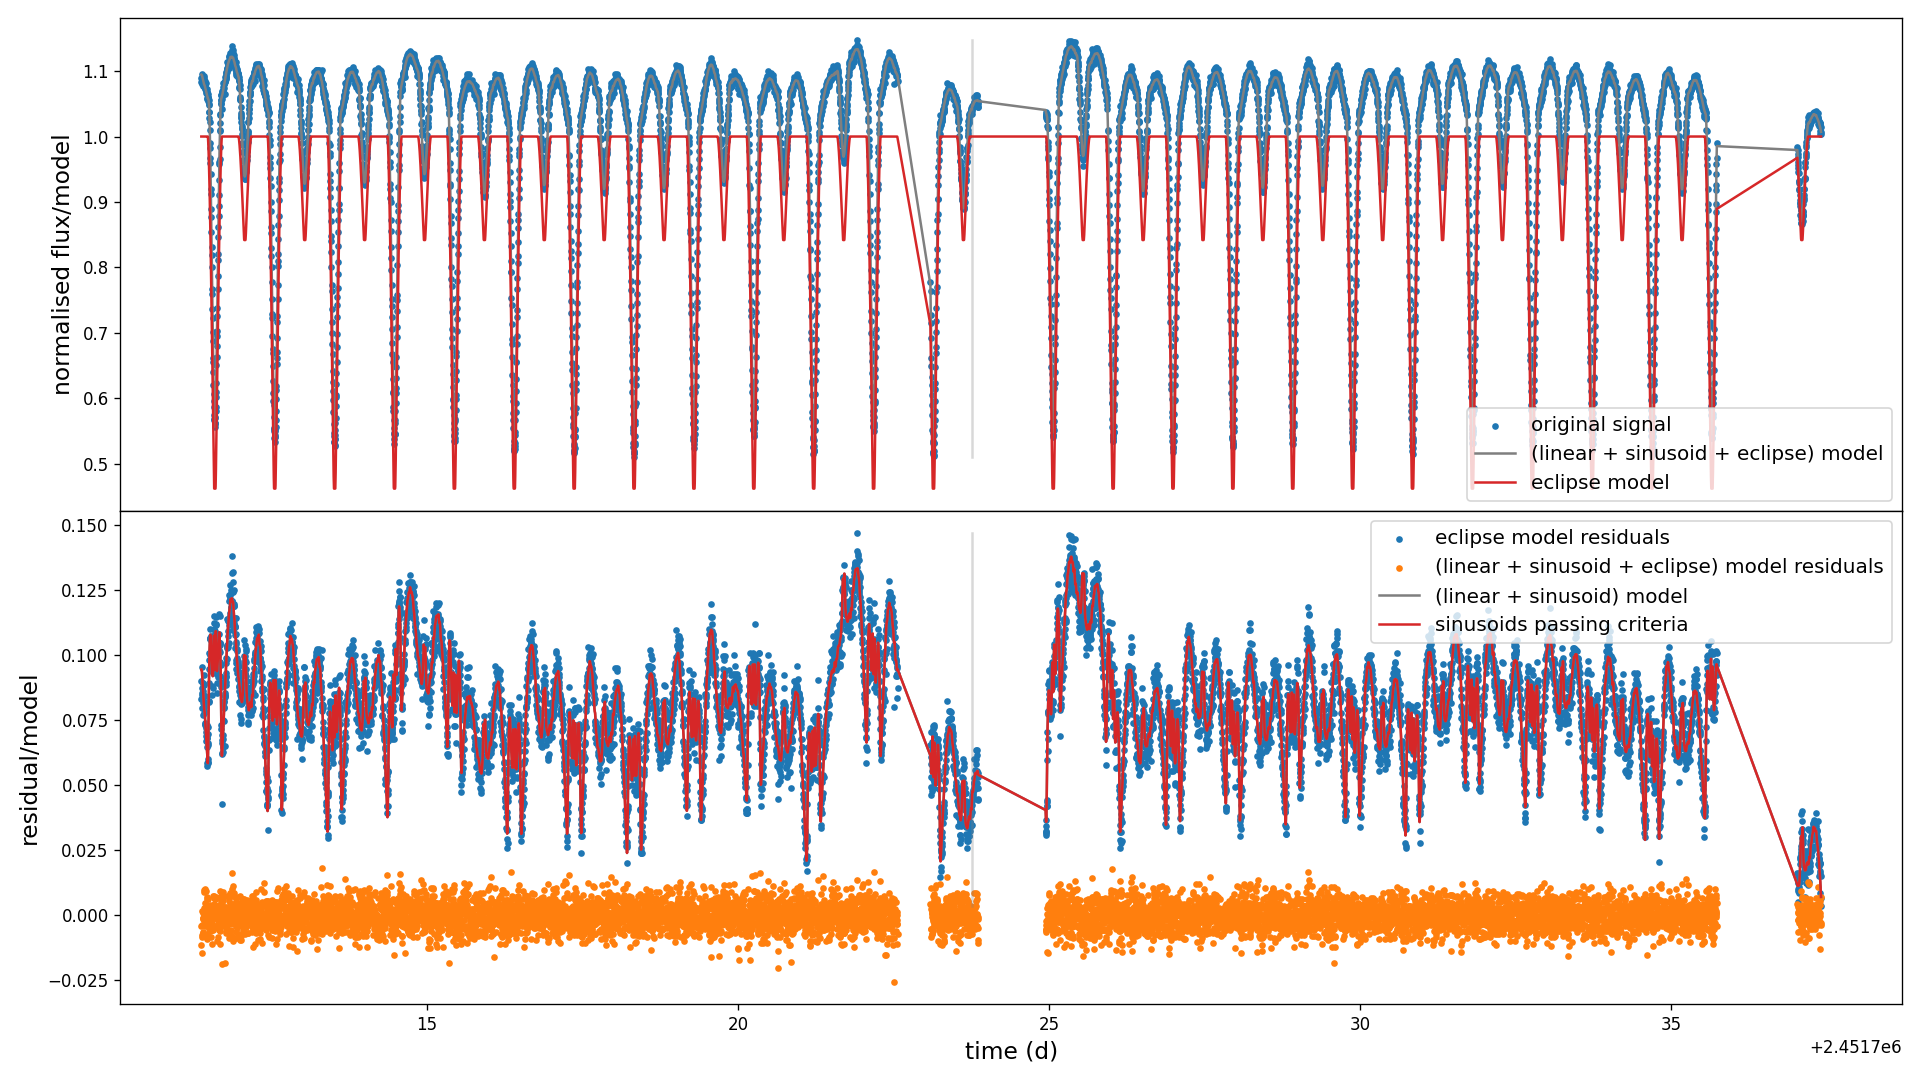 normalised flux/model
1.1
1.0
0.9
0.8
0.7
0.6
0.5
original signal
(linear + sinusoid + eclipse) model
eclipse model
residual/model
0.150
0.125
0.100
0.075
0.050
0.025
0.000
−0.025
eclipse model residuals
(linear + sinusoid + eclipse) model residuals
(linear + sinusoid) model
sinusoids passing criteria
15 20 25 30 35
time (d)
+2.4517e6